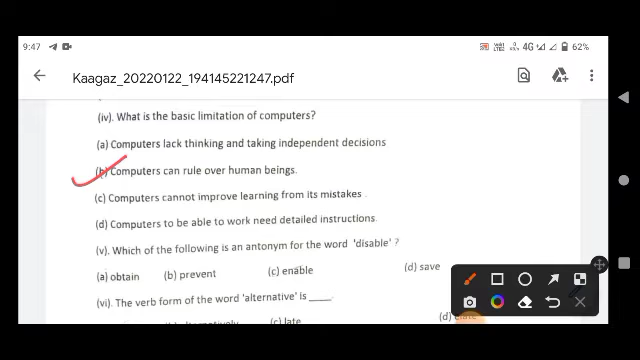 9:47
4G
62%
Kaagaz_20220122_194145221247.pdf
(iv). What is the basic limitation of computers?
(a) Computers lack thinking and taking independent decisions
(b) Computers can rule over human beings.
(c) Computers cannot improve learning from its mistakes
(d) Computers to be able to work need detailed instructions.
(v). Which of the following is an antonym for the word 'disable' ?
(a) obtain (b) prevent (c) enable (d) save
(vi). The verb form of the word 'alternative' is ____.
(c) late